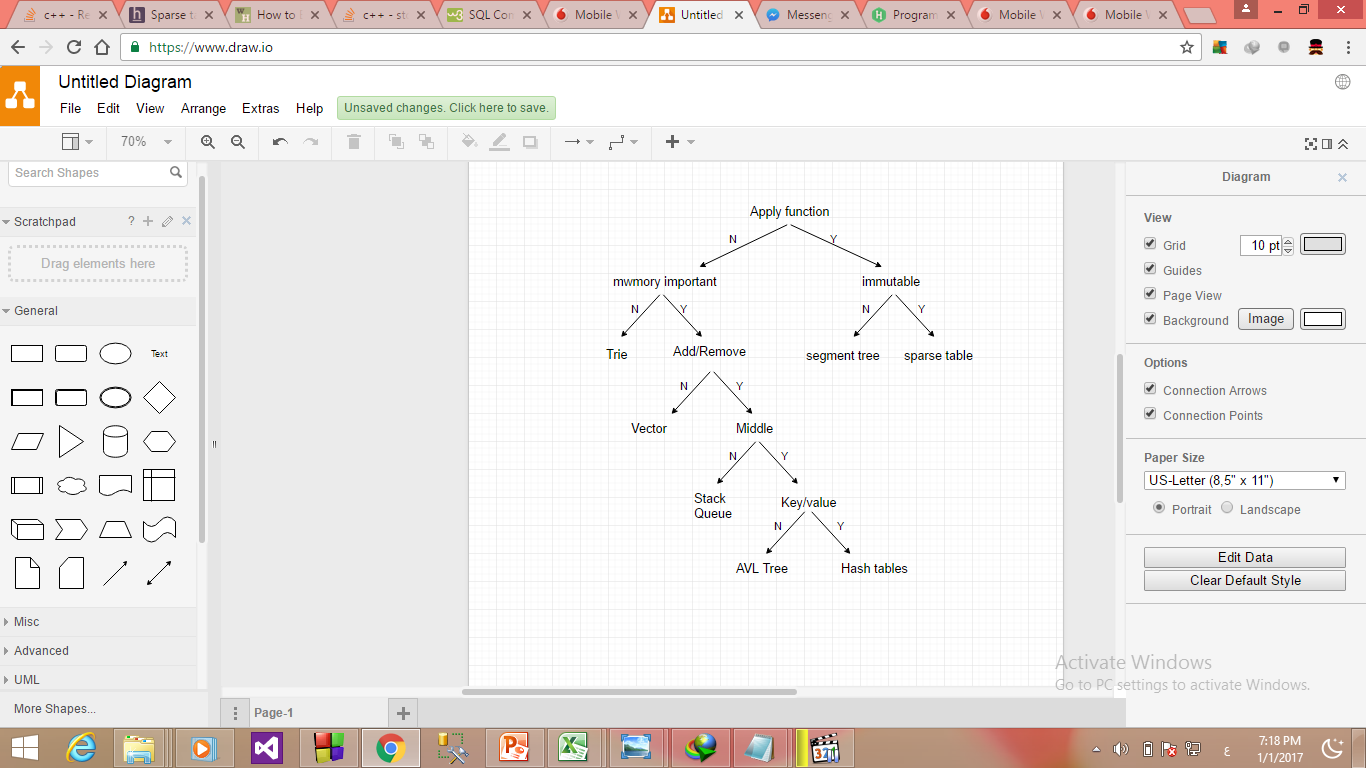 c++ - Re
Sparse t
How to
c++ - st
SQL Con
Mobile
Untitled
Messen
Program
Mobile
Mobile
https://www.draw.io
Untitled Diagram
File Edit View Arrange Extras Help Unsaved changes. Click here to save.
70%
Search Shapes
Scratchpad ?
Drag elements here
General
Text
Misc
Advanced
UML
More Shapes...
Apply function
N Y
mwmory important immutable
N Y N Y
Trie Add/Remove segment tree sparse table
N Y
Vector Middle
N Y
Stack
Queue
Key/value
N Y
AVL Tree Hash tables
Page-1
Diagram
View
Grid 10 pt
Guides
Page View
Background Image
Options
Connection Arrows
Connection Points
Paper Size
US-Letter (8,5" x 11")
Portrait Landscape
Edit Data
Clear Default Style
Activate Windows
Go to PC settings to activate Windows.
ع
7:18 PM
1/1/2017